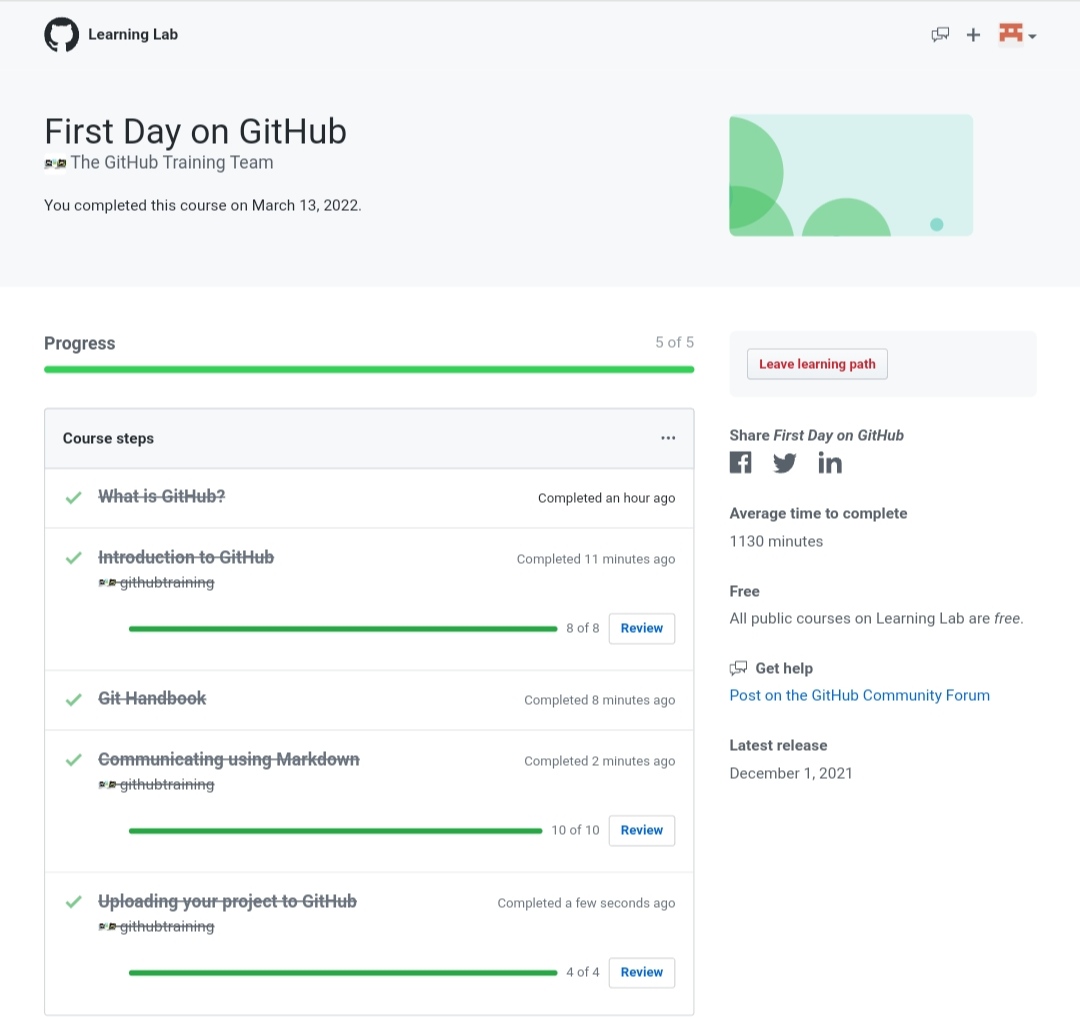 Learning Lab
First Day on GitHub
The GitHub Training Team
You completed this course on March 13, 2022.
Progress
5 of 5
Course steps
What is GitHub?
Completed an hour ago
Introduction to GitHub
Completed 11 minutes ago
githubtraining
8 of 8
Review
Git Handbook
Completed 8 minutes ago
Communicating using Markdown
Completed 2 minutes ago
githubtraining
10 of 10
Review
Uploading your project to GitHub
Completed a few seconds ago
githubtraining
4 of 4
Review
Leave learning path
Share First Day on GitHub
Average time to complete
1130 minutes
Free
All public courses on Learning Lab are free.
Get help
Post on the GitHub Community Forum
Latest release
December 1, 2021